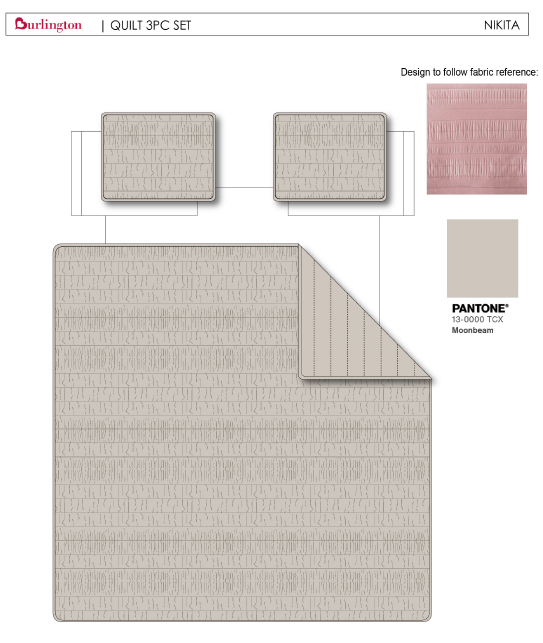 Burlington | QUILT 3PC SET
NIKITA
Design to follow fabric reference:
PANTONE®
13-0000 TCX
Moonbeam